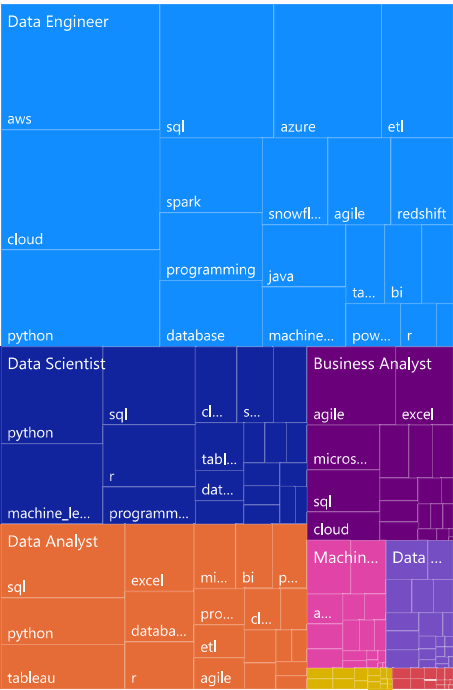 Data Engineer
aws
sql
azure
etl
cloud
spark
snowfl...
agile
redshift
python
programming
java
ta...
bi
database
machine...
pow...
r
Data Scientist
python
sql
cl...
s...
r
tabl...
machine_le...
programm...
dat...
Business Analyst
agile
excel
micros...
sql
cloud
Data Analyst
sql
excel
mi...
bi
p...
python
databa...
pro...
cl...
etl
tableau
r
agile
Machin...
a...
Data ...